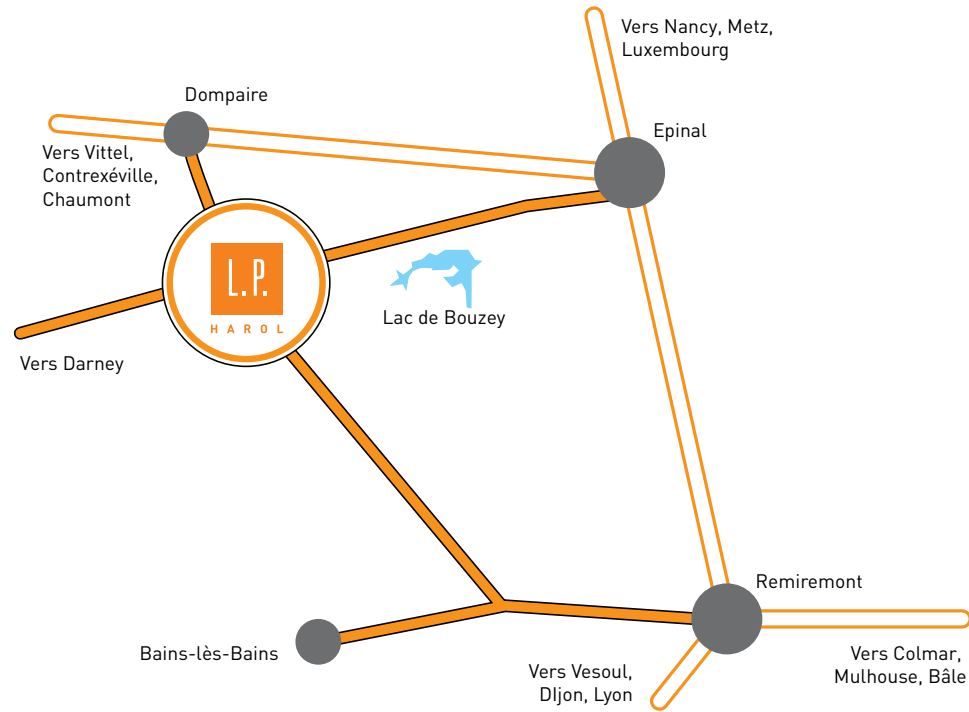 Vers Nancy, Metz,
Luxembourg
Dompaire
Epinal
Vers Vittel,
Contrexéville,
Chaumont
L.P.
HAROL
Lac de Bouzey
Vers Darney
Remiremont
Bains-lès-Bains
Vers Colmar,
Mulhouse, Bâle
Vers Vesoul,
DIjon, Lyon